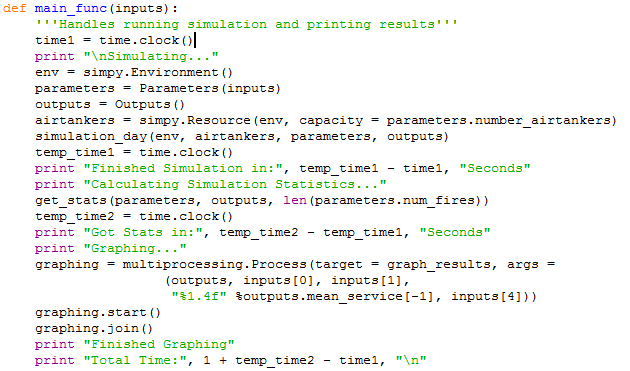 def main_func(inputs):
    '''Handles running simulation and printing results'''
    time1 = time.clock()
    print "\nSimulating..."
    env = simpy.Environment()
    parameters = Parameters(inputs)
    outputs = Outputs()
    airtankers = simpy.Resource(env, capacity = parameters.number_airtankers)
    simulation_day(env, airtankers, parameters, outputs)
    temp_time1 = time.clock()
    print "Finished Simulation in:", temp_time1 - time1, "Seconds"
    print "Calculating Simulation Statistics..."
    get_stats(parameters, outputs, len(parameters.num_fires))
    temp_time2 = time.clock()
    print "Got Stats in:", temp_time2 - temp_time1, "Seconds"
    print "Graphing..."
    graphing = multiprocessing.Process(target = graph_results, args =
                    (outputs, inputs[0], inputs[1],
                     "%1.4f" %outputs.mean_service[-1], inputs[4]))
    graphing.start()
    graphing.join()
    print "Finished Graphing"
    print "Total Time:", 1 + temp_time2 - time1, "\n"